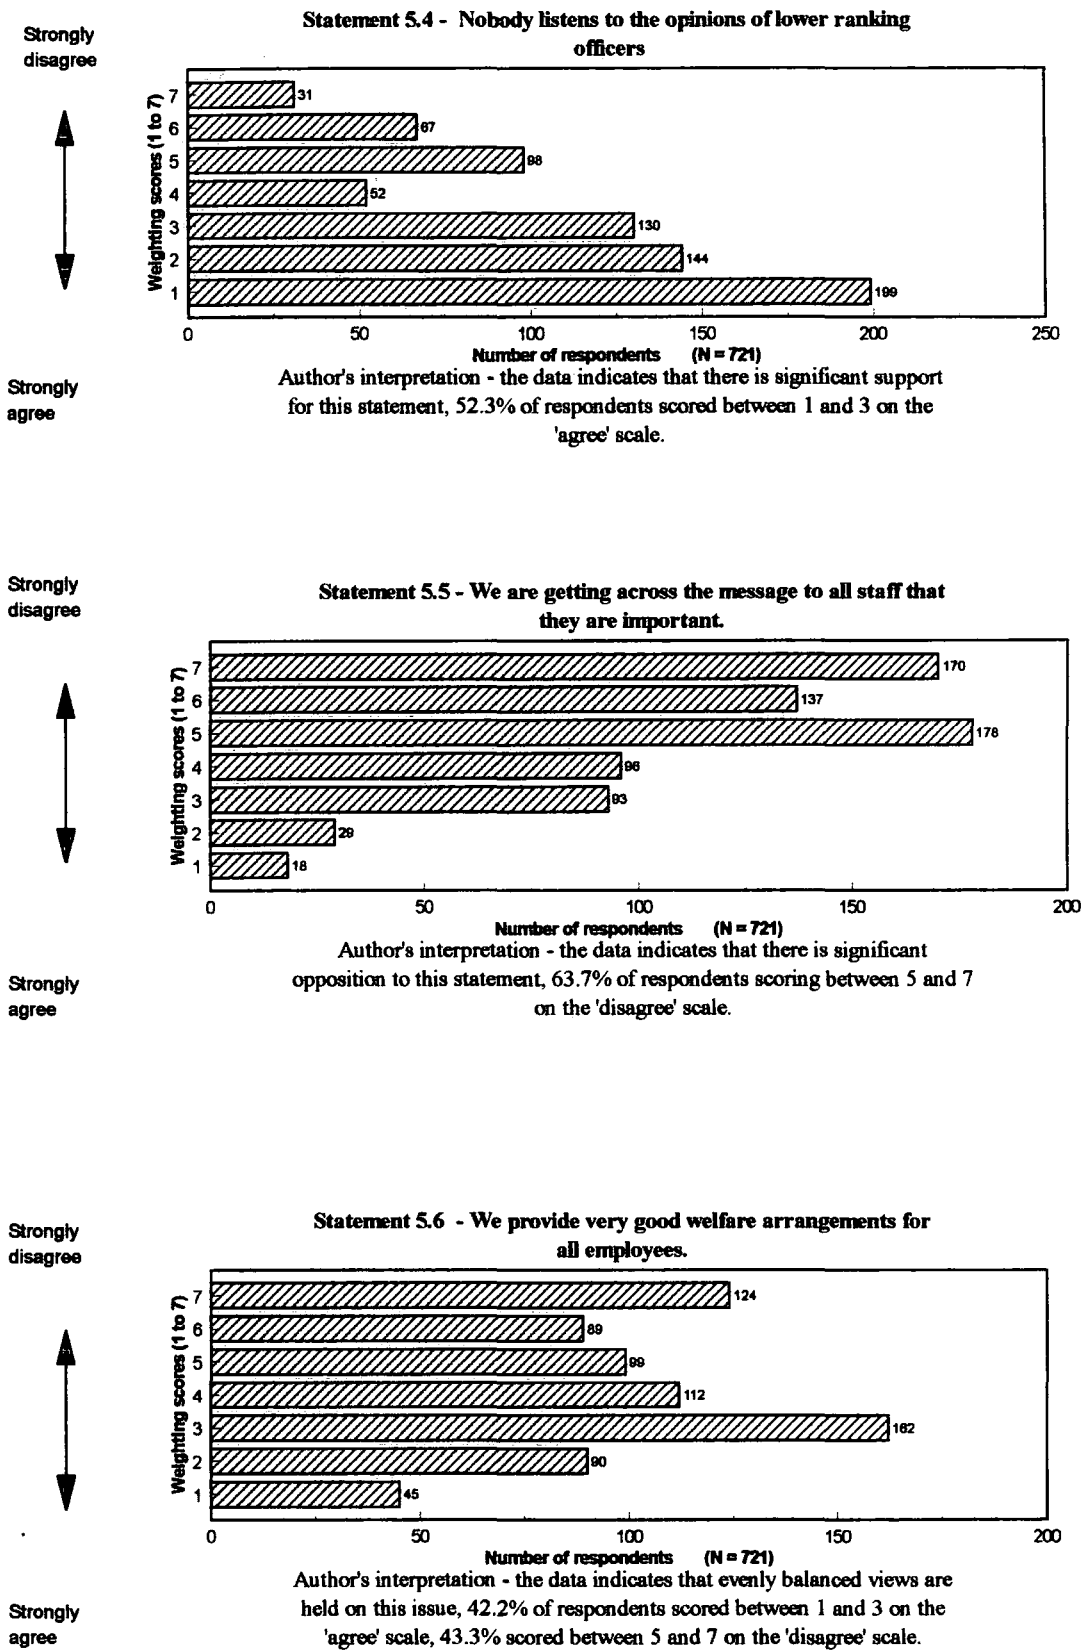 Strongly
disagree
Statement 5.4 - Nobody listens to the opinions of lower ranking
officers
Weighting scores (1 to 7)
7
31
6
67
5
98
4
52
3
130
2
144
1
199
0
50
100
150
200
250
Number of respondents (N = 721)
Strongly
agree
Author's interpretation - the data indicates that there is significant support
for this statement, 52.3% of respondents scored between 1 and 3 on the
'agree' scale.
Strongly
disagree
Statement 5.5 - We are getting across the message to all staff that
they are important.
Weighting scores (1 to 7)
7
170
6
137
5
178
4
96
3
93
2
29
1
18
0
50
100
150
200
Number of respondents (N = 721)
Strongly
agree
Author's interpretation - the data indicates that there is significant
opposition to this statement, 63.7% of respondents scoring between 5 and 7
on the 'disagree' scale.
Strongly
disagree
Statement 5.6 - We provide very good welfare arrangements for
all employees.
Weighting scores (1 to 7)
7
124
6
89
5
99
4
112
3
162
2
90
1
45
0
50
100
150
200
Number of respondents (N = 721)
Strongly
agree
Author's interpretation - the data indicates that evenly balanced views are
held on this issue, 42.2% of respondents scored between 1 and 3 on the
'agree' scale, 43.3% scored between 5 and 7 on the 'disagree' scale.